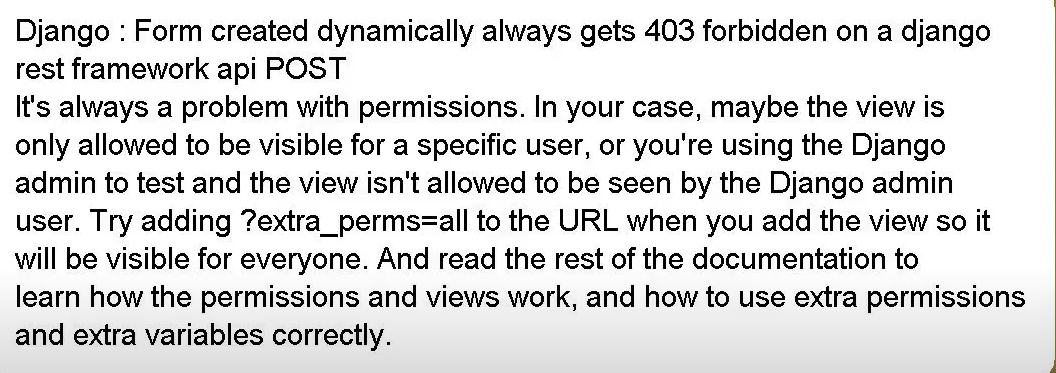 Django : Form created dynamically always gets 403 forbidden on a django
rest framework api POST
It's always a problem with permissions. In your case, maybe the view is
only allowed to be visible for a specific user, or you're using the Django
admin to test and the view isn't allowed to be seen by the Django admin
user. Try adding ?extra_perms=all to the URL when you add the view so it
will be visible for everyone. And read the rest of the documentation to
learn how the permissions and views work, and how to use extra permissions
and extra variables correctly.